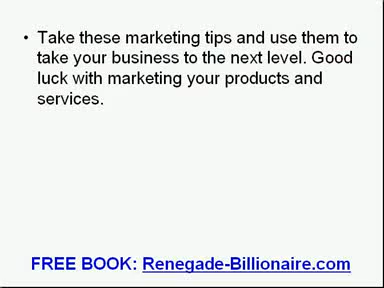 • Take these marketing tips and use them to
take your business to the next level. Good
luck with marketing your products and
services.
FREE BOOK: Renegade-Billionaire.com